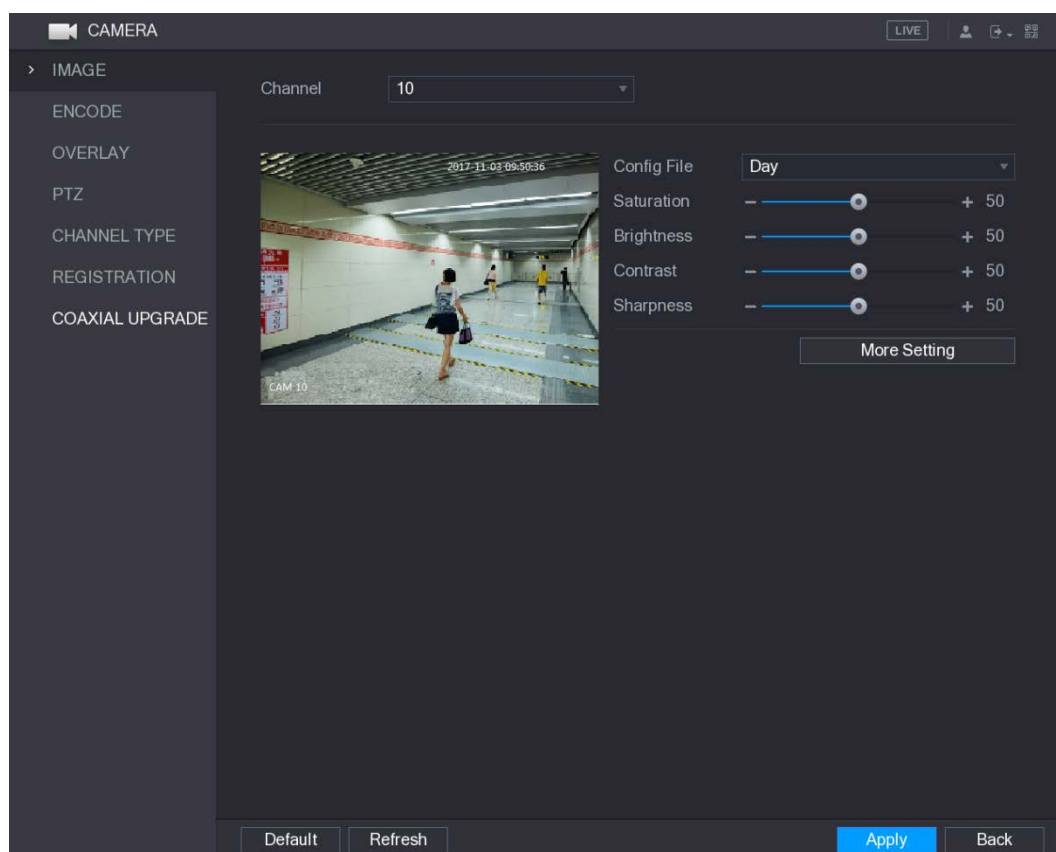 CAMERA
LIVE
IMAGE
ENCODE
OVERLAY
PTZ
CHANNEL TYPE
REGISTRATION
COAXIAL UPGRADE
Channel 10
2017-11-03 09:50:36
CAM 10
Config File Day
Saturation - + 50
Brightness - + 50
Contrast - + 50
Sharpness - + 50
More Setting
Default Refresh Apply Back